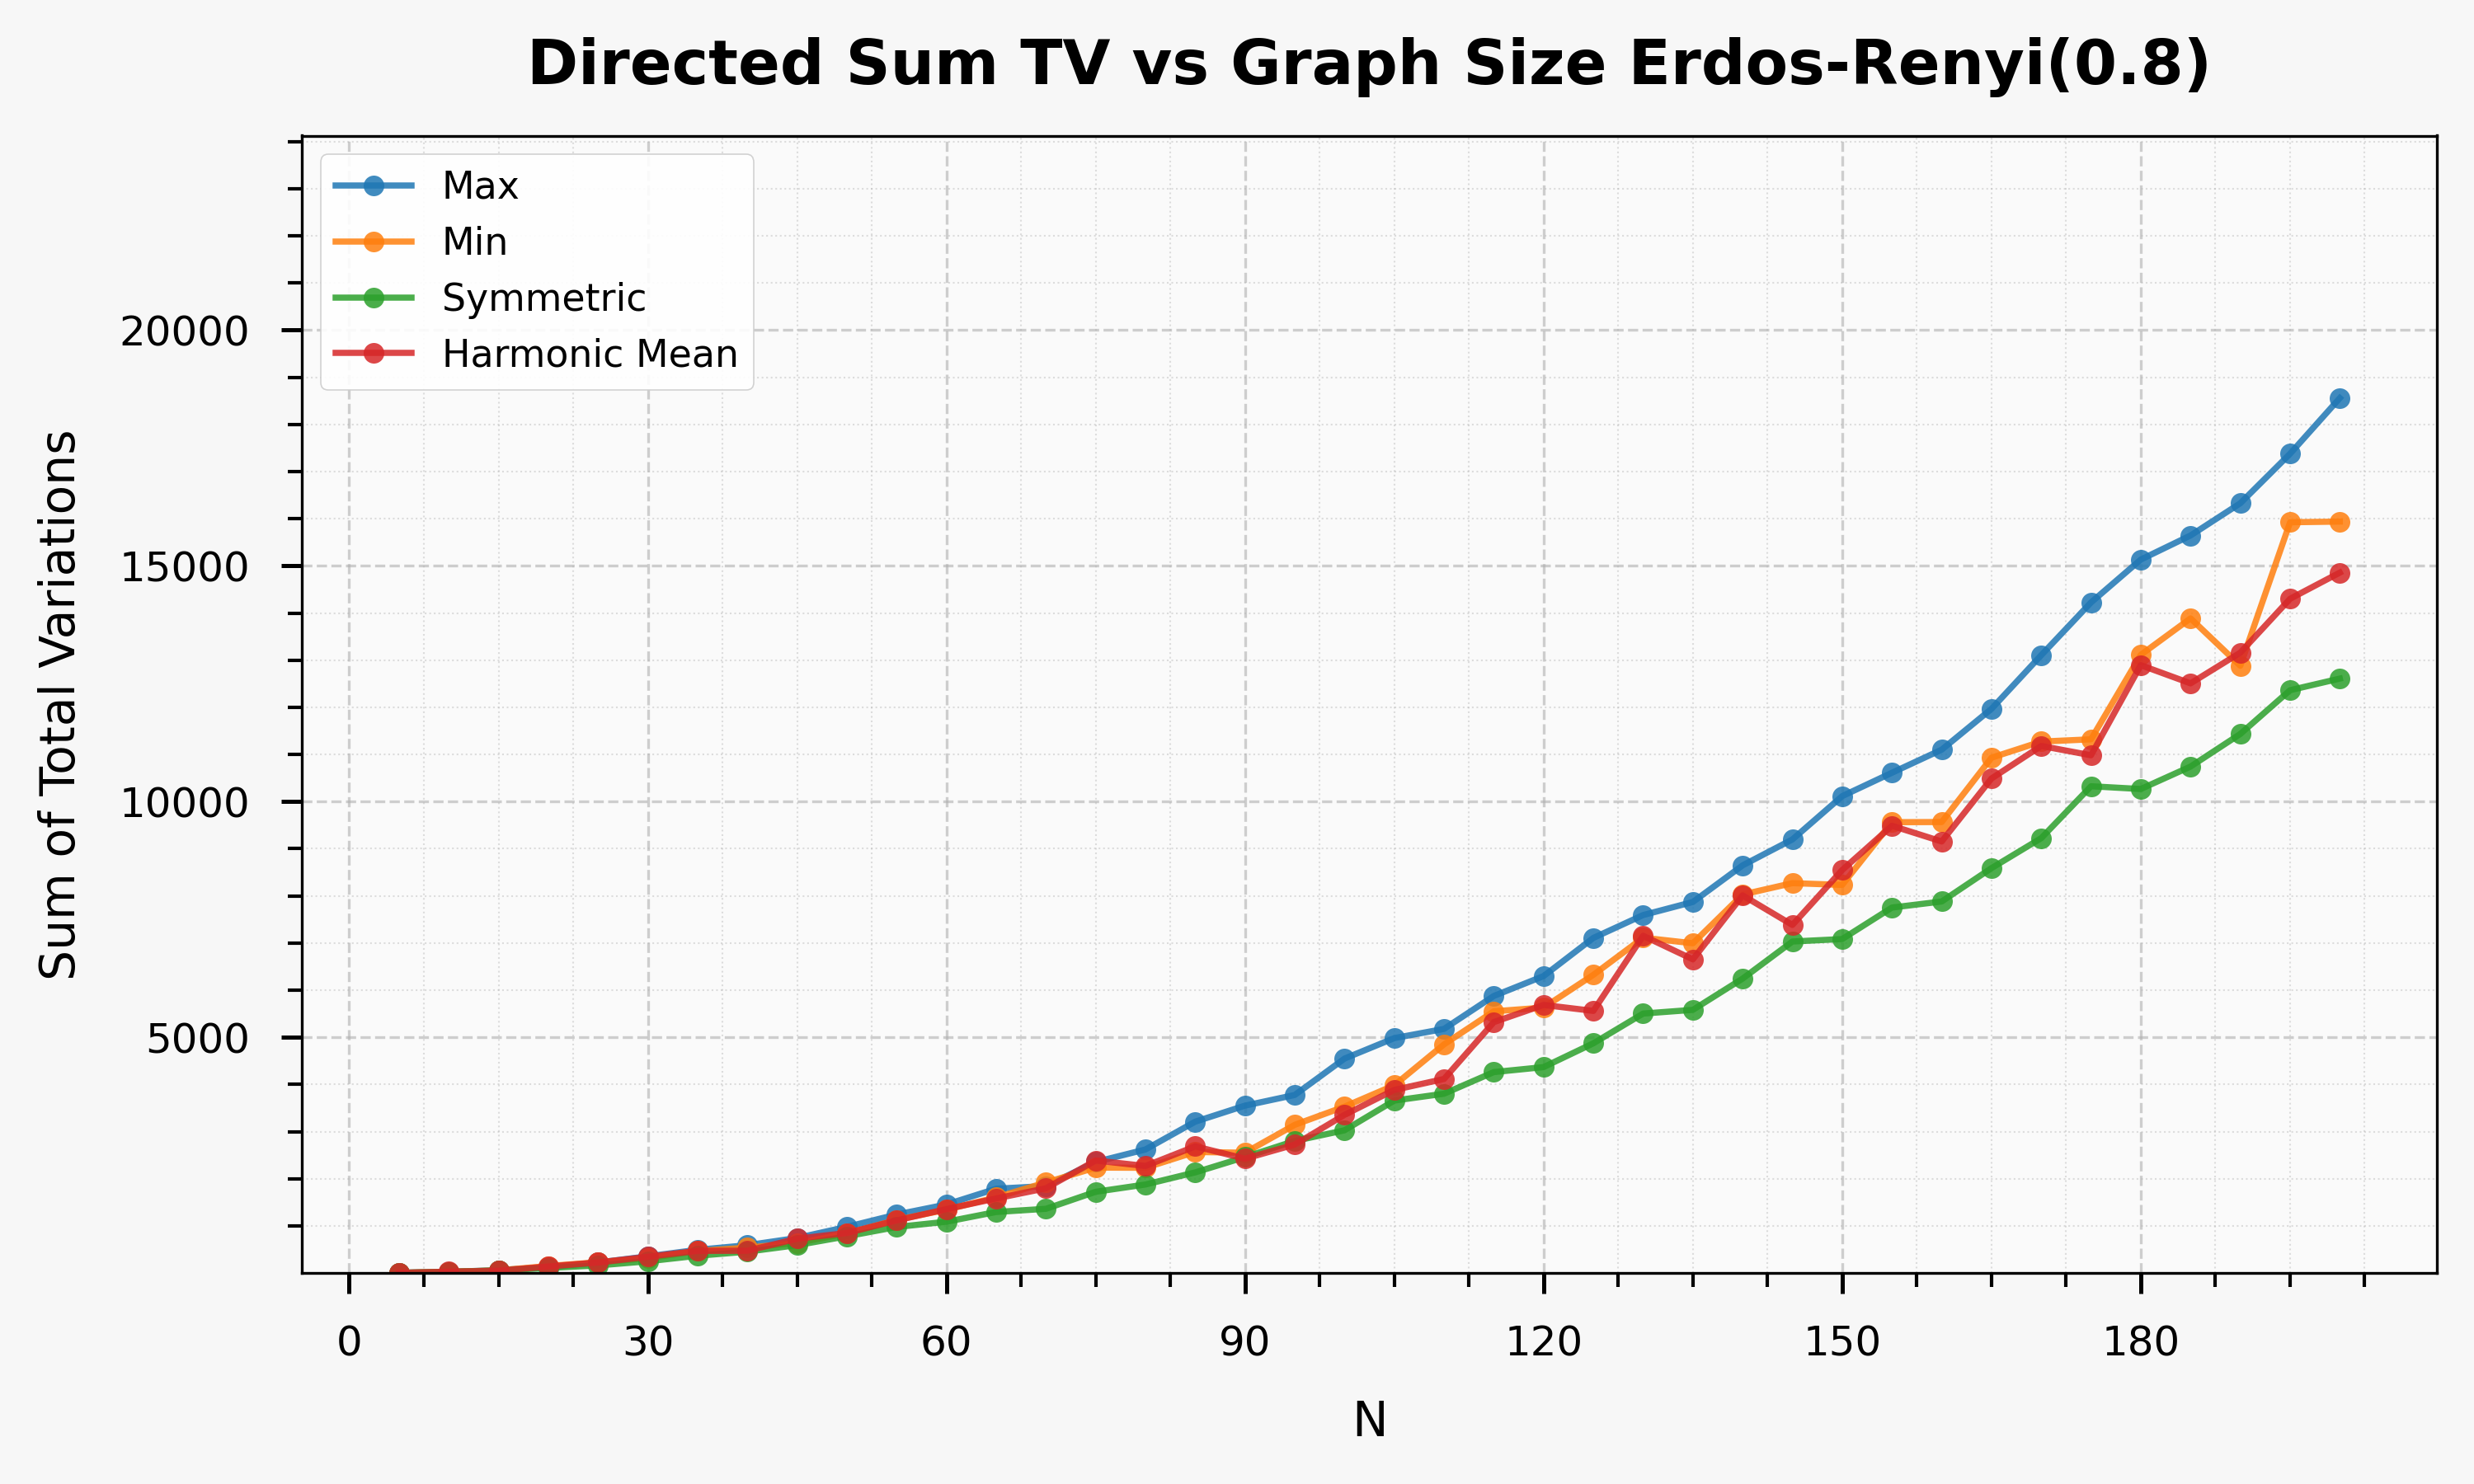 Directed Sum TV vs Graph Size Erdos-Renyi(0.8)
Max
Min
Symmetric
Harmonic Mean
Sum of Total Variations
20000
15000
10000
5000
0 30 60 90 120 150 180
N